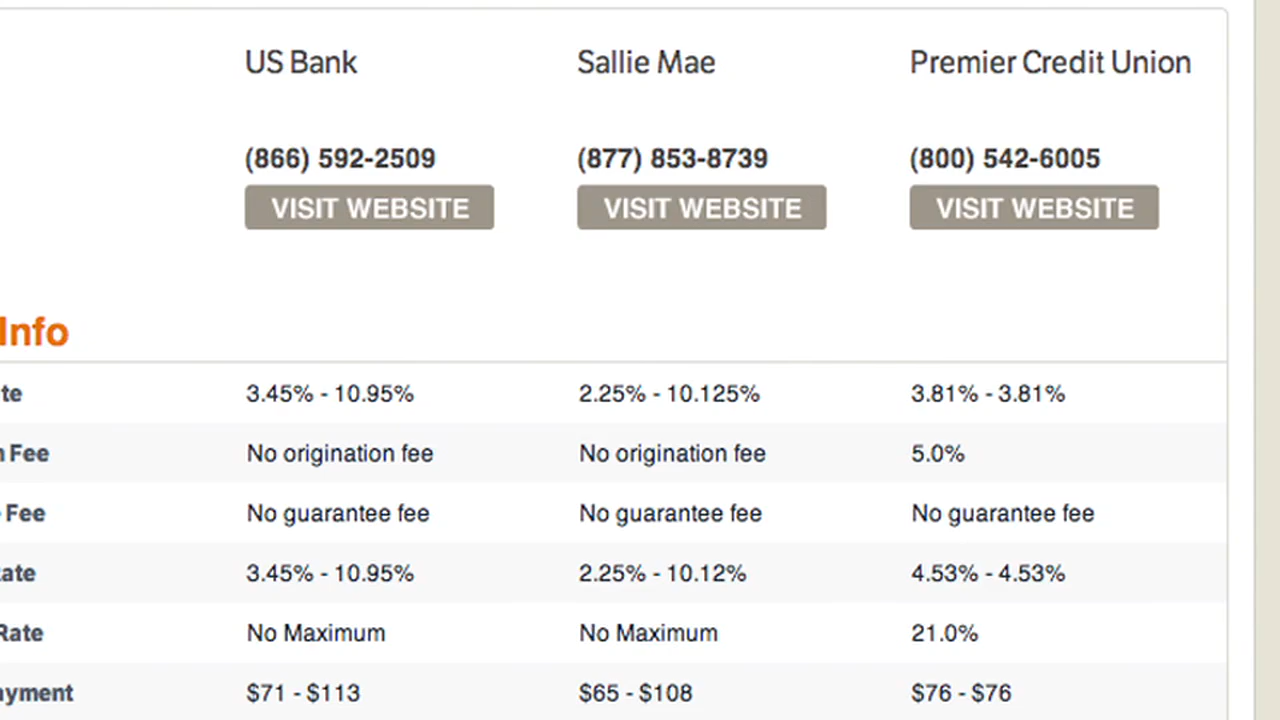 US Bank Sallie Mae Premier Credit Union
(866) 592-2509 (877) 853-8739 (800) 542-6005
VISIT WEBSITE VISIT WEBSITE VISIT WEBSITE
Info
te 3.45% - 10.95% 2.25% - 10.125% 3.81% - 3.81%
Fee No origination fee No origination fee 5.0%
Fee No guarantee fee No guarantee fee No guarantee fee
ate 3.45% - 10.95% 2.25% - 10.12% 4.53% - 4.53%
Rate No Maximum No Maximum 21.0%
ayment $71 - $113 $65 - $108 $76 - $76